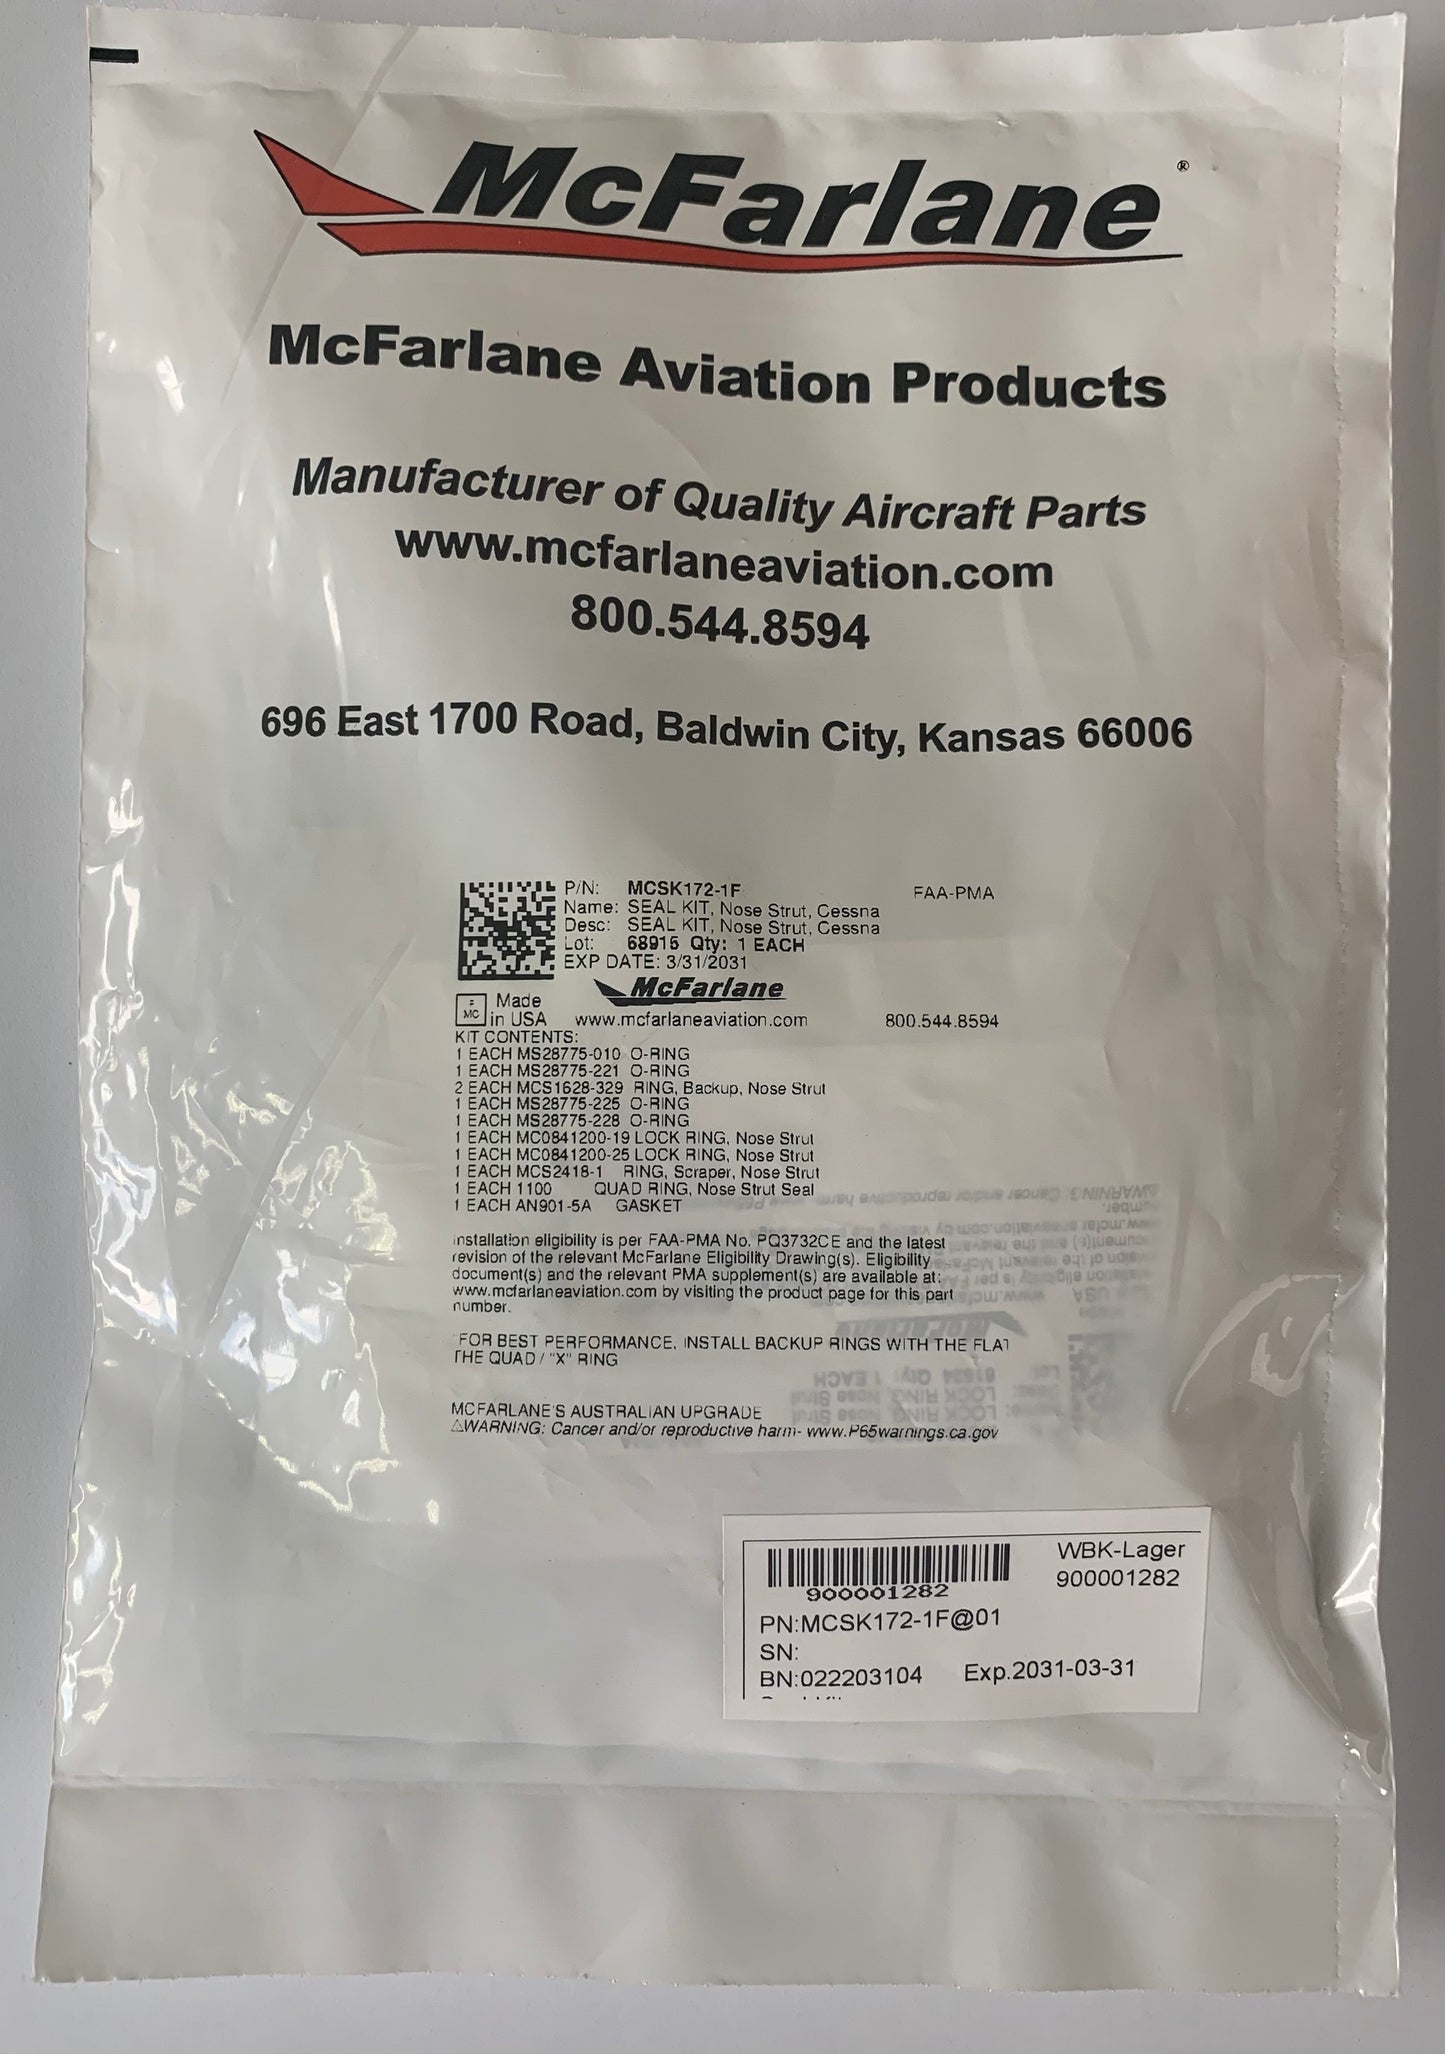 McFarlane®
McFarlane Aviation Products
Manufacturer of Quality Aircraft Parts
www.mcfarlaneaviation.com
800.544.8594
696 East 1700 Road, Baldwin City, Kansas 66006
P/N: MCSK172-1F FAA-PMA
Name: SEAL KIT, Nose Strut, Cessna
Desc: SEAL KIT, Nose Strut, Cessna
Lot: 68915 Qty: 1 EACH
EXP DATE: 3/31/2031
McFarlane
MC Made
in USA www.mcfarlaneaviation.com 800.544.8594
KIT CONTENTS:
1 EACH MS28775-010 O-RING
1 EACH MS28775-221 O-RING
2 EACH MCS1628-329 RING, Backup, Nose Strut
1 EACH MS28775-225 O-RING
1 EACH MS28775-228 O-RING
1 EACH MC0841200-19 LOCK RING, Nose Strut
1 EACH MC0841200-25 LOCK RING, Nose Strut
1 EACH MCS2418-1 RING, Scraper, Nose Strut
1 EACH 1100 QUAD RING, Nose Strut Seal
1 EACH AN901-5A GASKET
Installation eligibility is per FAA-PMA No. PQ3732CE and the latest
revision of the relevant McFarlane Eligibility Drawing(s). Eligibility
document(s) and the relevant PMA supplement(s) are available at:
www.mcfarlaneaviation.com by visiting the product page for this part
number.
FOR BEST PERFORMANCE, INSTALL BACKUP RINGS WITH THE FLAT
THE QUAD / "X" RING
MCFARLANE'S AUSTRALIAN UPGRADE
⚠WARNING: Cancer and/or reproductive harm- www.P65warnings.ca.gov
WBK-Lager
900001282
900001282
PN:MCSK172-1F@01
SN:
BN:022203104 Exp.2031-03-31